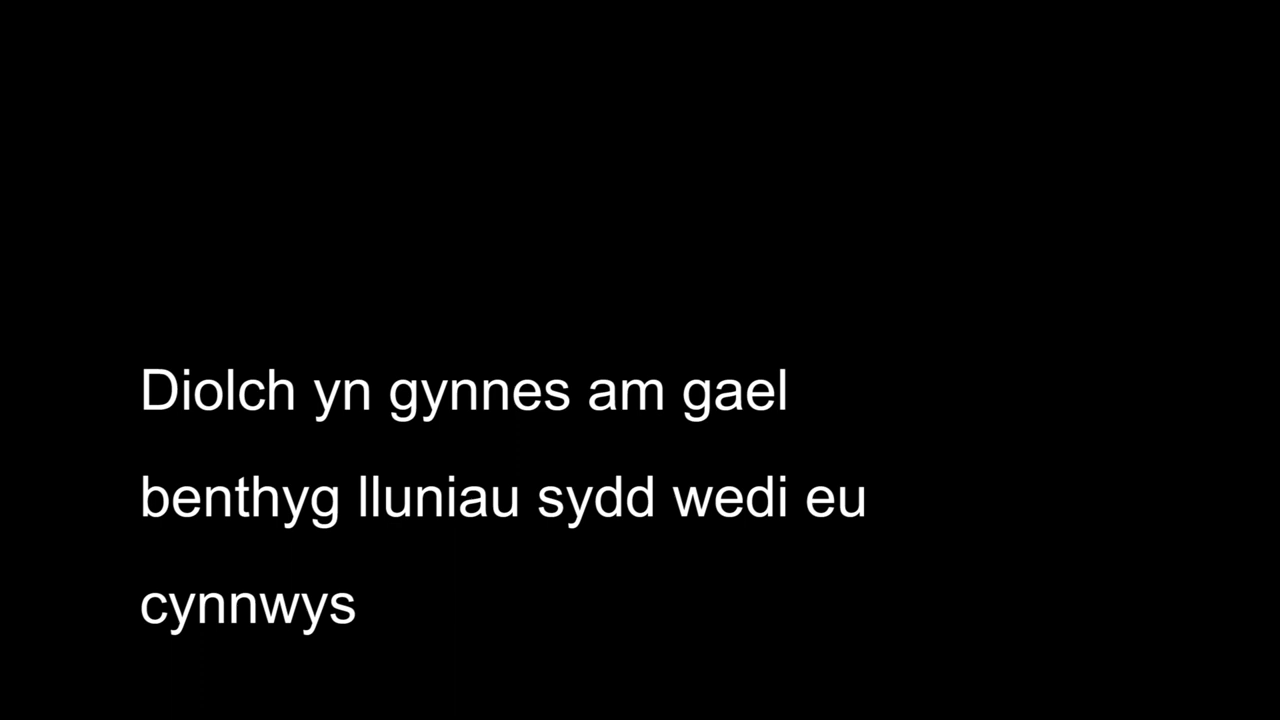 Diolch yn gynnes am gael
benthyg lluniau sydd wedi eu
cynnwys